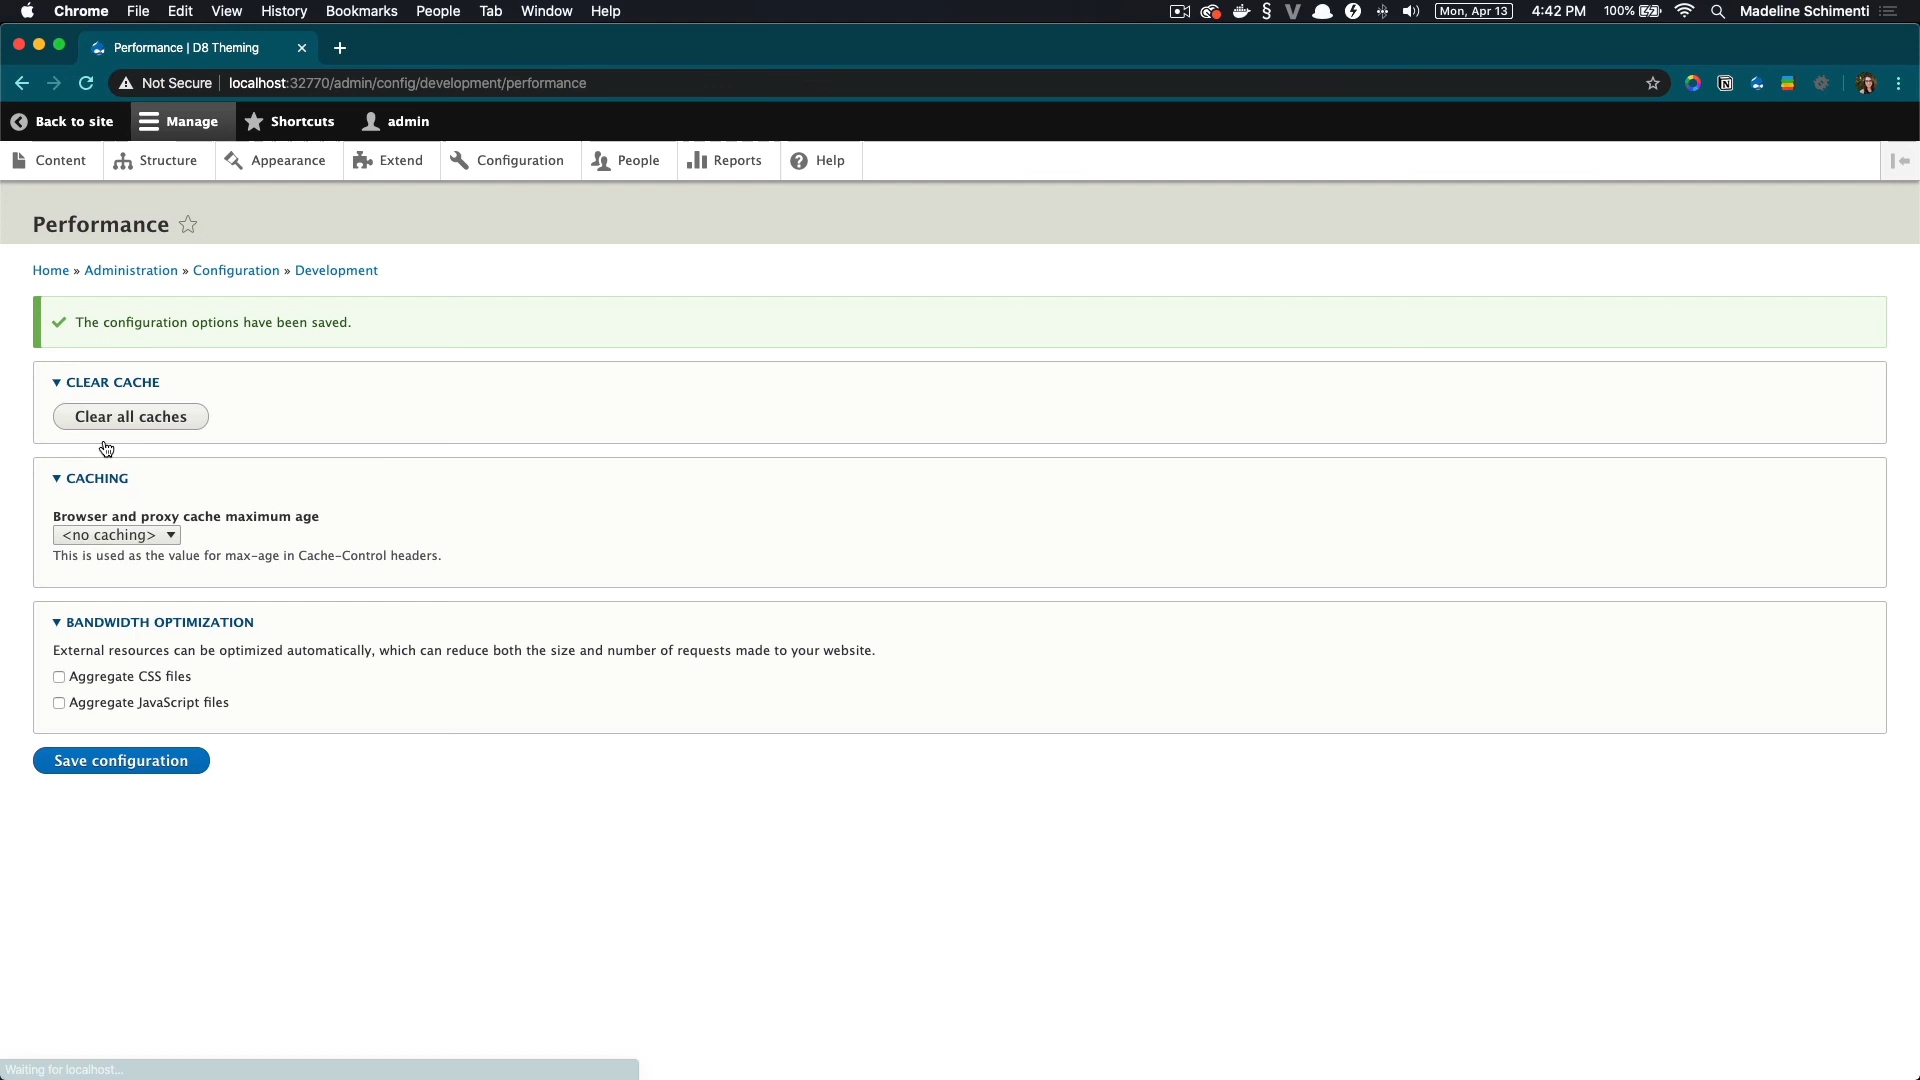 Chrome File Edit View History Bookmarks People Tab Window Help Mon, Apr 13 4:42 PM 100% Madeline Schimenti
Performance | D8 Theming
Not Secure localhost:32770/admin/config/development/performance
Back to site Manage Shortcuts admin
Content Structure Appearance Extend Configuration People Reports Help
Performance
Home » Administration » Configuration » Development
The configuration options have been saved.
CLEAR CACHE
Clear all caches
CACHING
Browser and proxy cache maximum age
<no caching>
This is used as the value for max-age in Cache-Control headers.
BANDWIDTH OPTIMIZATION
External resources can be optimized automatically, which can reduce both the size and number of requests made to your website.
Aggregate CSS files
Aggregate JavaScript files
Save configuration
Waiting for localhost...